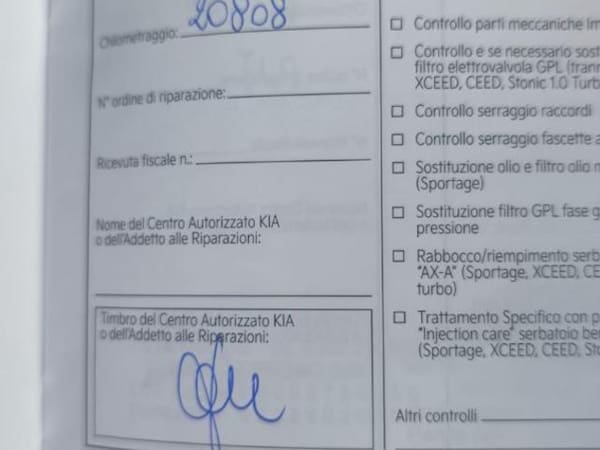 Chilometraggio: 20808
N° ordine di riparazione:
Ricevuta fiscale n.:
Nome del Centro Autorizzato KIA
o dell'Addetto alle Riparazioni:
Timbro del Centro Autorizzato KIA
o dell'Addetto alle Riparazioni:
Controllo parti meccaniche Im
Controllo e se necessario sost
filtro elettrovalvola GPL (trann
XCEED, CEED, Stonic 1.0 Turb
Controllo serraggio raccordi
Controllo serraggio fascette a
Sostituzione olio e filtro olio m
(Sportage)
Sostituzione filtro GPL fase g
pressione
Rabbocco/riempimento serb
"AX-A" (Sportage, XCEED, CE
turbo)
Trattamento Specifico con p
"Injection care" serbatoio be
(Sportage, XCEED, CEED, Sto
Altri controlli